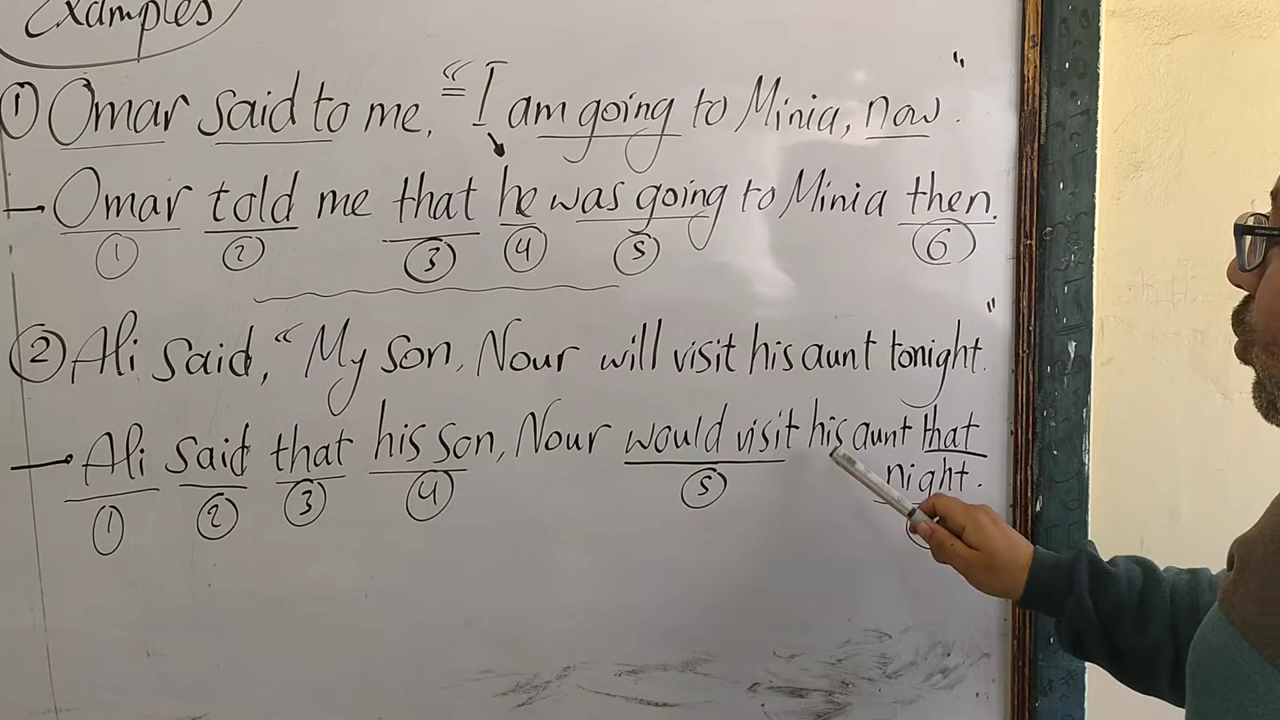 Examples
① Omar said to me, "I am going to Minia, now."
- Omar told me that he was going to Minia then.
① ② ③ ④ ⑤ ⑥
② Ali said, "My son, Nour will visit his aunt tonight."
- Ali said that his son, Nour would visit his aunt that
night.
① ② ③ ④ ⑤